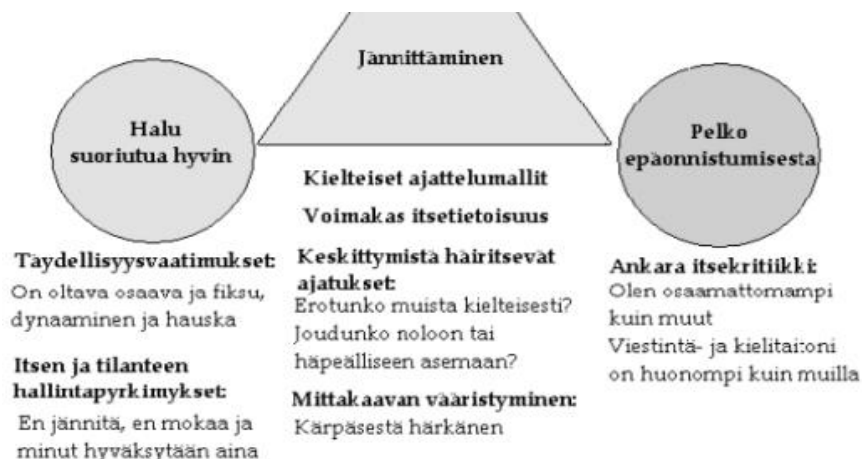 Jännittäminen
Halu
suoriutua hyvin
Pelko
epäonnistumisesta
Kielteiset ajattelumallit
Voimakas itsetietoisuus
Täydellisyysvaatimukset:
On oltava osaava ja fiksu,
dynaaminen ja hauska
Itsen ja tilanteen
hallintapyrkimykset:
En jännitä, en mokaa ja
minut hyväksytään aina
Keskittymistä häiritsevät
ajatukset:
Erotunko muista kielteisesti?
Joudunko noloon tai
häpeälliseen asemaan?
Mittakaavan vääristyminen:
Kärpäsestä härkänen
Ankara itsekritiikki:
Olen osaamattomampi
kuin muut
Viestintä- ja kielitaitoni
on huonompi kuin muilla